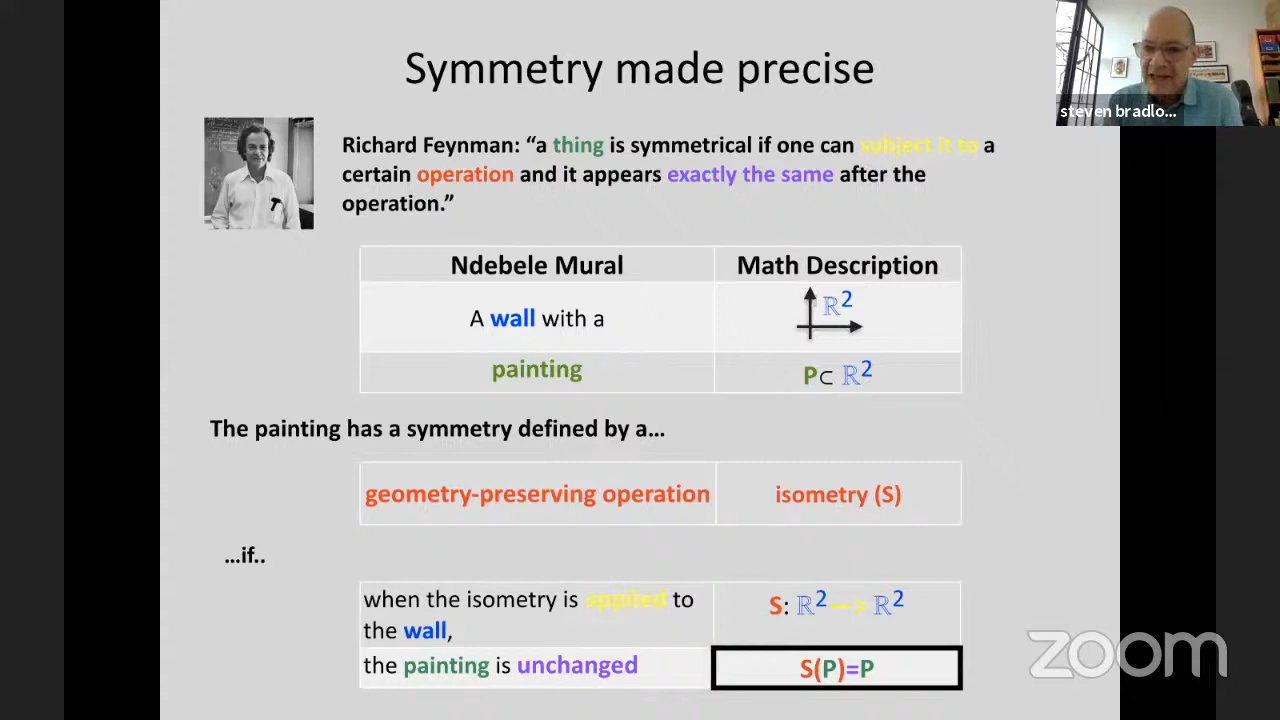 Symmetry made precise
steven bradlo...
Richard Feynman: “a thing is symmetrical if one can subject it to a
certain operation and it appears exactly the same after the
operation.”
Ndebele Mural
Math Description
A wall with a
ℝ²
painting
P⊂ ℝ²
The painting has a symmetry defined by a…
geometry-preserving operation
isometry (S)
…if..
when the isometry is applied to
the wall,
S: ℝ²—> ℝ²
the painting is unchanged
S(P)=P
zoom